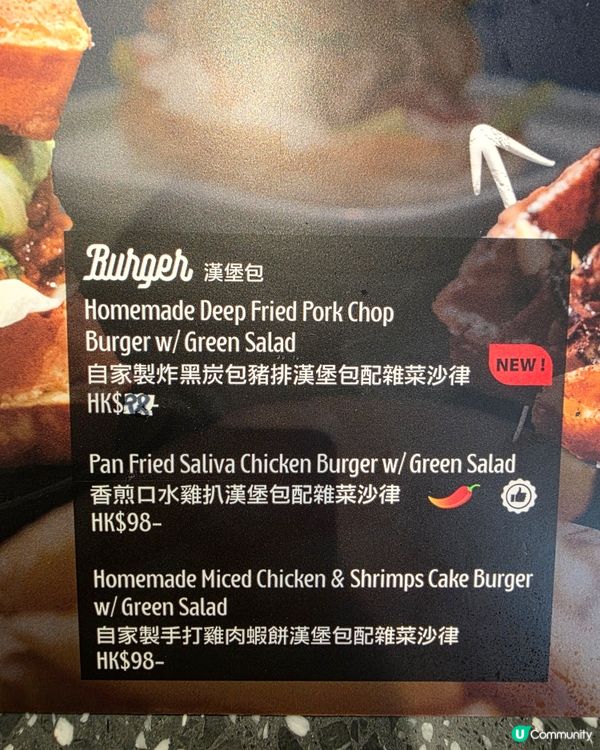 Burger 漢堡包
Homemade Deep Fried Pork Chop
Burger w/ Green Salad
NEW !
自家製炸黑炭包豬排漢堡包配雜菜沙律
HK$
Pan Fried Saliva Chicken Burger w/ Green Salad
香煎口水雞扒漢堡包配雜菜沙律
HK$98–
Homemade Miced Chicken & Shrimps Cake Burger
w/ Green Salad
自家製手打雞肉蝦餅漢堡包配雜菜沙律
HK$98–
U Community